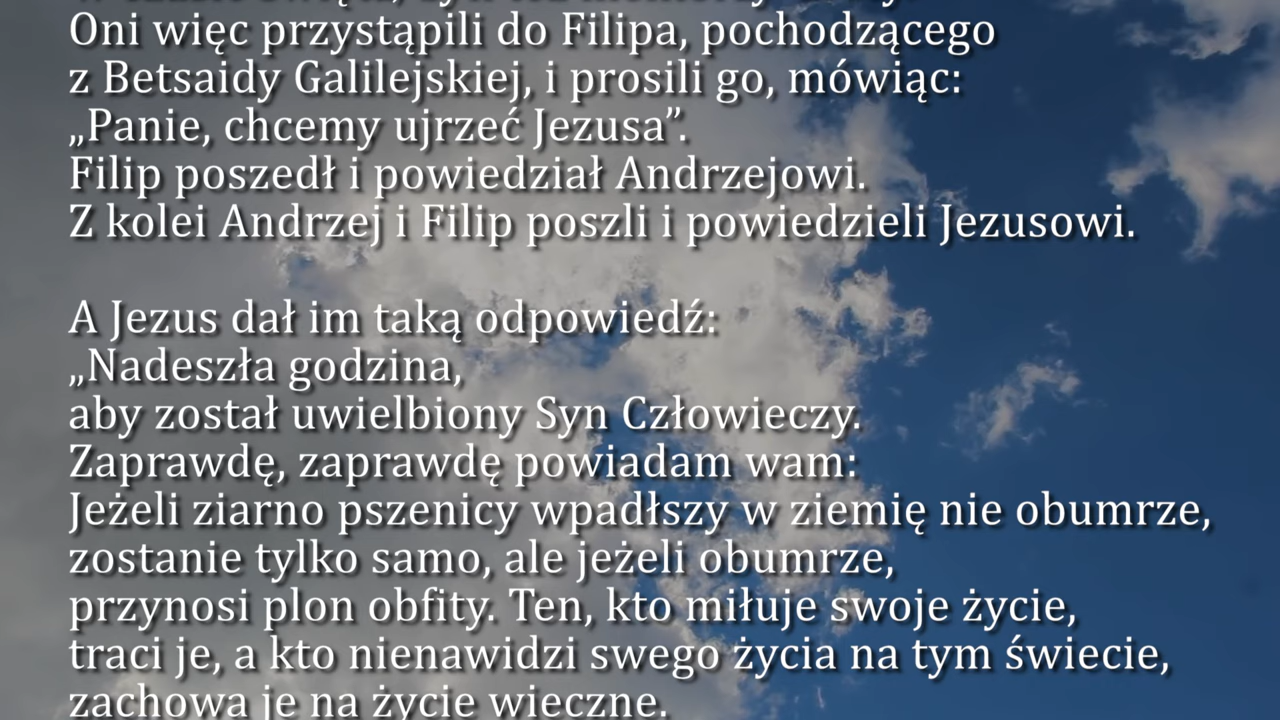 Oni więc przystąpili do Filipa, pochodzącego
z Betsaidy Galilejskiej, i prosili go, mówiąc:
„Panie, chcemy ujrzeć Jezusa”.
Filip poszedł i powiedział Andrzejowi.
Z kolei Andrzej i Filip poszli i powiedzieli Jezusowi.
A Jezus dał im taką odpowiedź:
„Nadeszła godzina,
aby został uwielbiony Syn Człowieczy.
Zaprawdę, zaprawdę powiadam wam:
Jeżeli ziarno pszenicy wpadłszy w ziemię nie obumrze,
zostanie tylko samo, ale jeżeli obumrze,
przynosi plon obfity. Ten, kto miłuje swoje życie,
traci je, a kto nienawidzi swego życia na tym świecie,
zachowa je na życie wieczne.